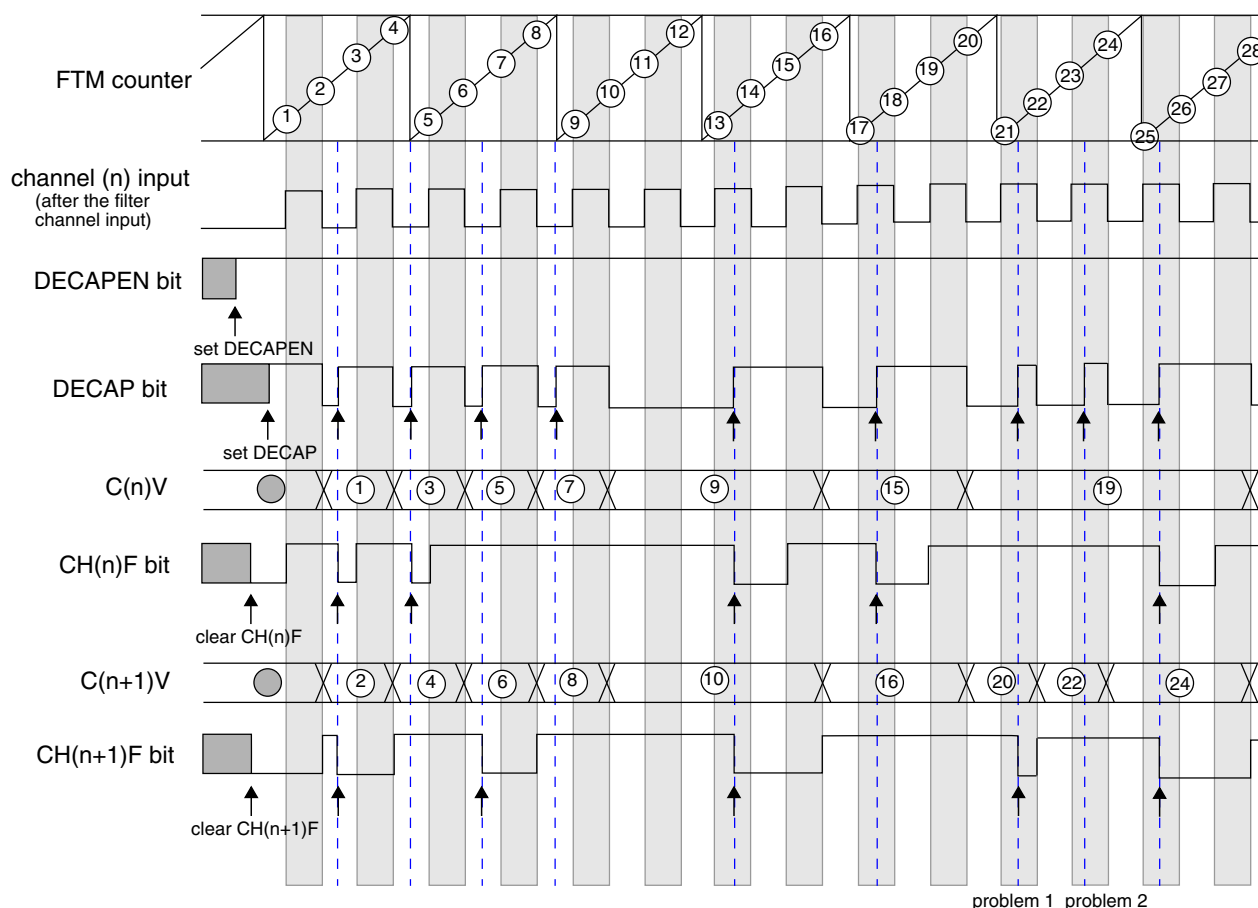 4 8 12 16 20 24 28
3 7 11 15 19 23 27
FTM counter
2 6 10 14 18 22 26
1 5 9 13 17 21 25
channel (n) input
(after the filter
channel input)
DECAPEN bit
set DECAPEN
DECAP bit
set DECAP
C(n)V 1 3 5 7 9 15 19
CH(n)F bit
clear CH(n)F
C(n+1)V 2 4 6 8 10 16 20 22 24
CH(n+1)F bit
clear CH(n+1)F
problem 1 problem 2